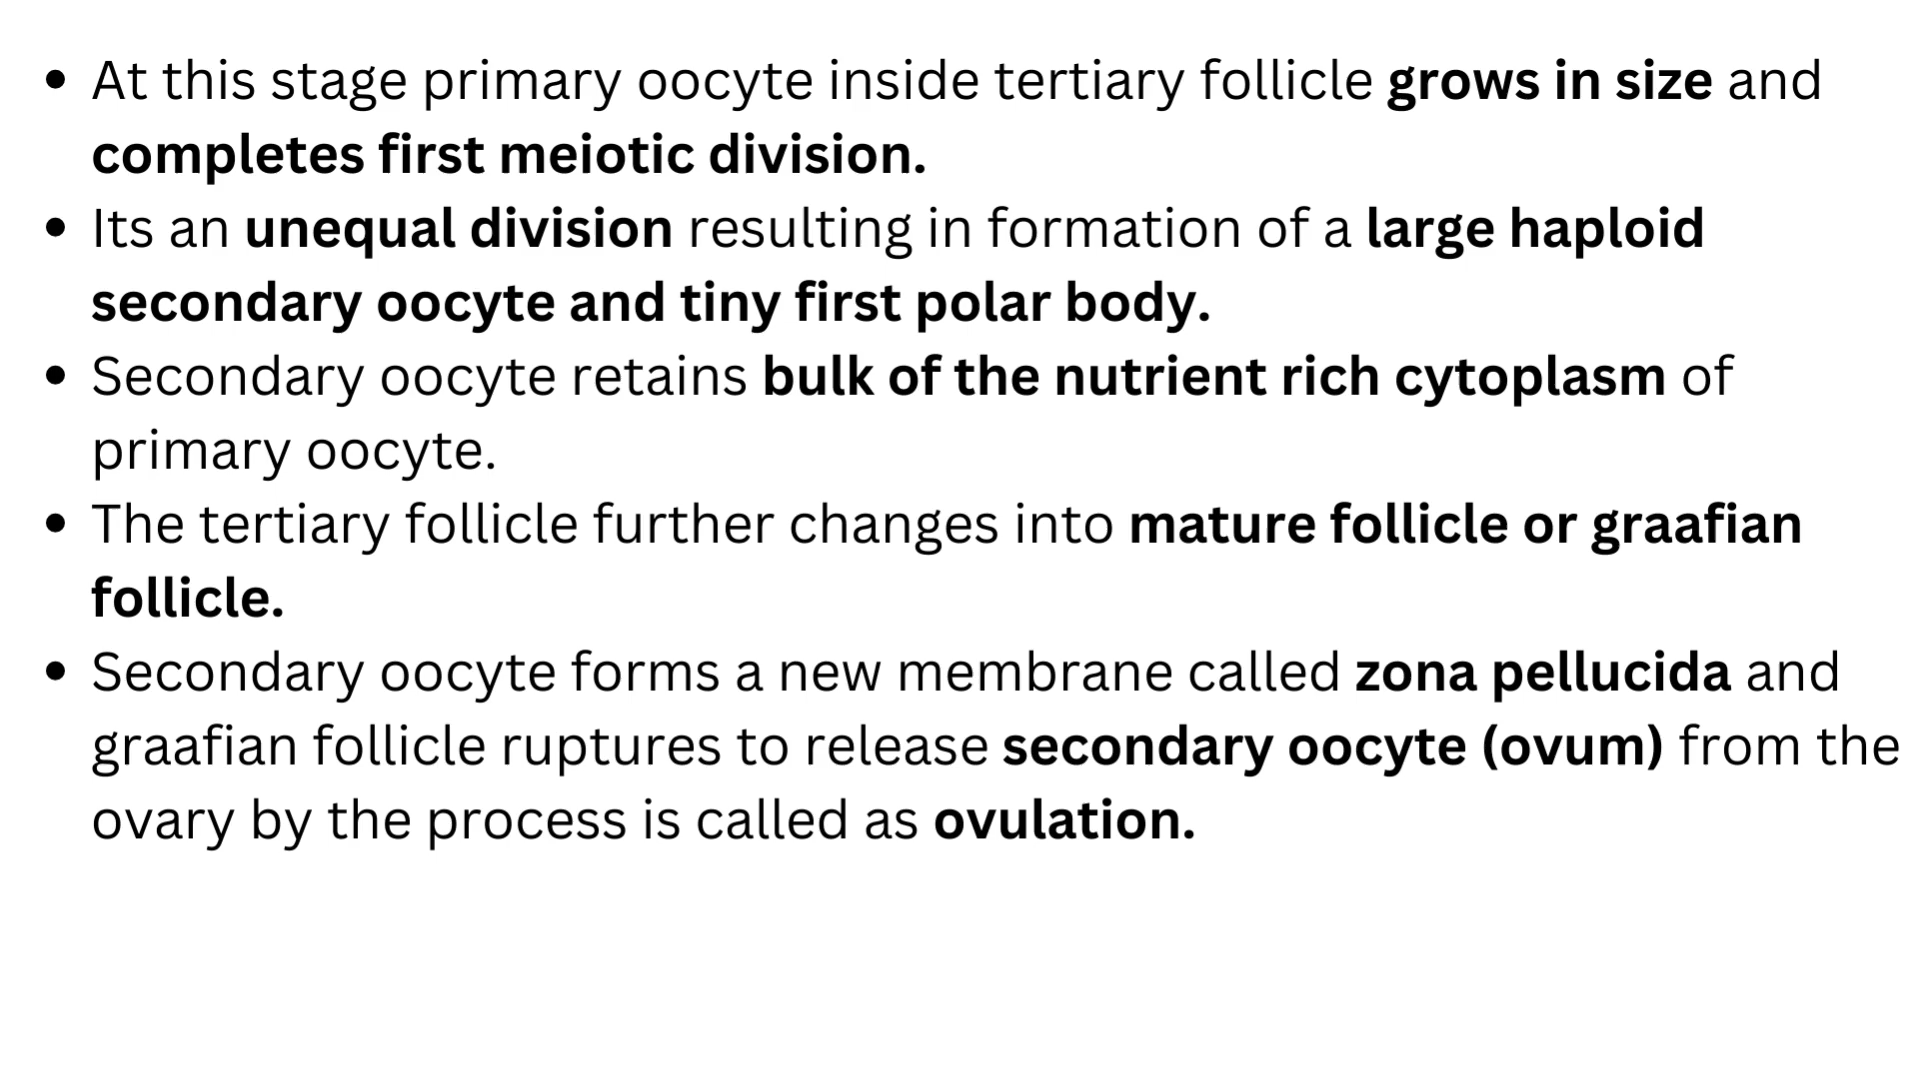 • At this stage primary oocyte inside tertiary follicle grows in size and
completes first meiotic division.
• Its an unequal division resulting in formation of a large haploid
secondary oocyte and tiny first polar body.
• Secondary oocyte retains bulk of the nutrient rich cytoplasm of
primary oocyte.
• The tertiary follicle further changes into mature follicle or graafian
follicle.
• Secondary oocyte forms a new membrane called zona pellucida and
graafian follicle ruptures to release secondary oocyte (ovum) from the
ovary by the process is called as ovulation.